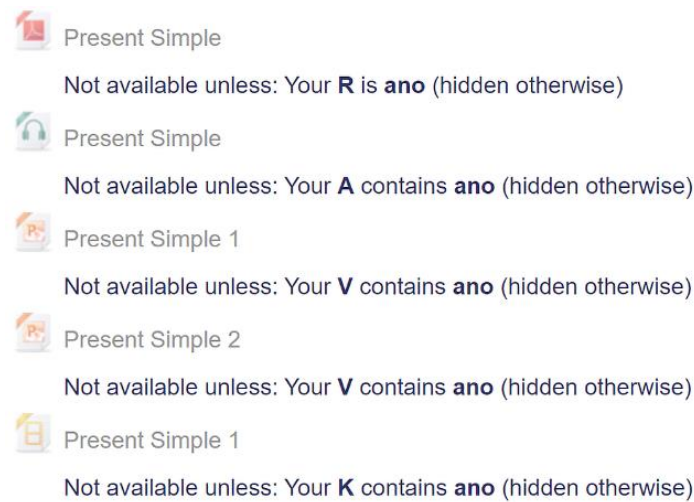 Present Simple
Not available unless: Your R is ano (hidden otherwise)
Present Simple
Not available unless: Your A contains ano (hidden otherwise)
Present Simple 1
Not available unless: Your V contains ano (hidden otherwise)
Present Simple 2
Not available unless: Your V contains ano (hidden otherwise)
Present Simple 1
Not available unless: Your K contains ano (hidden otherwise)